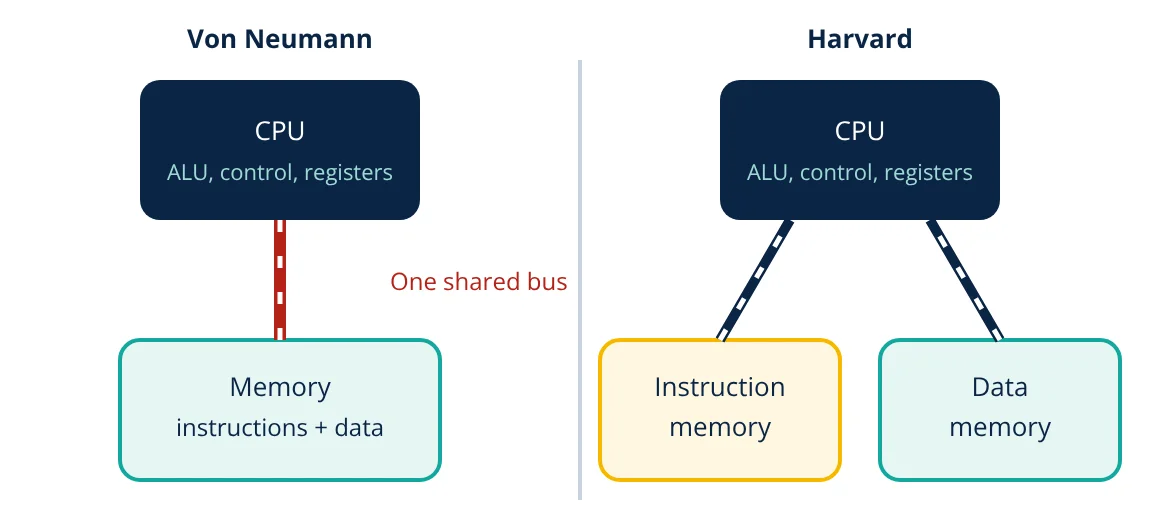 Von Neumann
CPU
ALU, control, registers
One shared bus
Memory
instructions + data
Harvard
CPU
ALU, control, registers
Instruction
memory
Data
memory